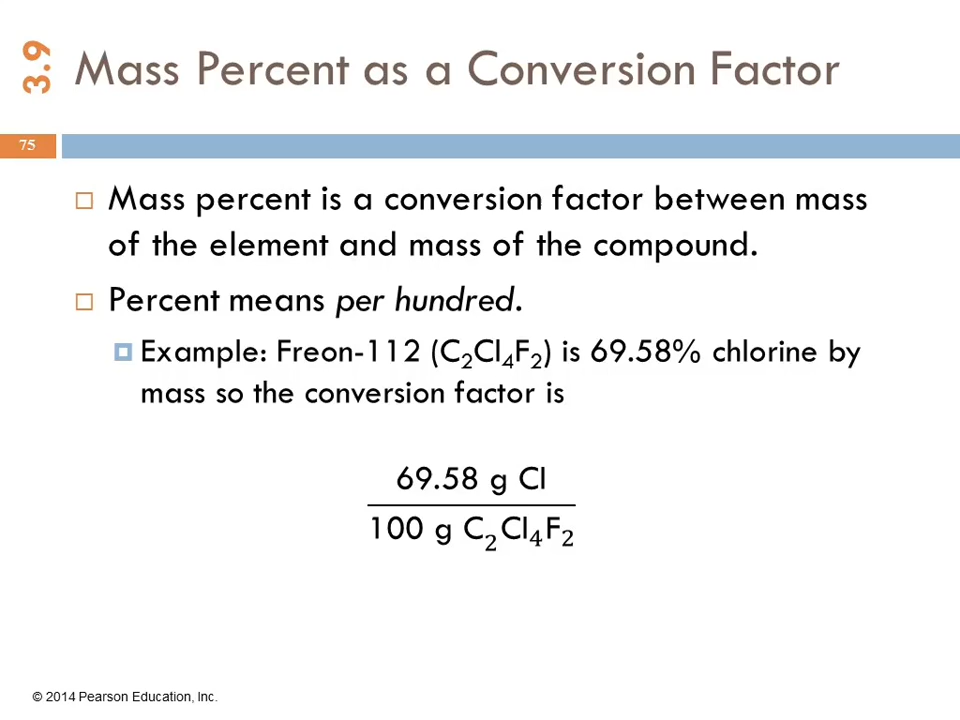 3.9
Mass Percent as a Conversion Factor
75
Mass percent is a conversion factor between mass
of the element and mass of the compound.
Percent means per hundred.
Example: Freon-112 (C₂Cl₄F₂) is 69.58% chlorine by
mass so the conversion factor is
69.58 g Cl
100 g C₂Cl₄F₂
© 2014 Pearson Education, Inc.